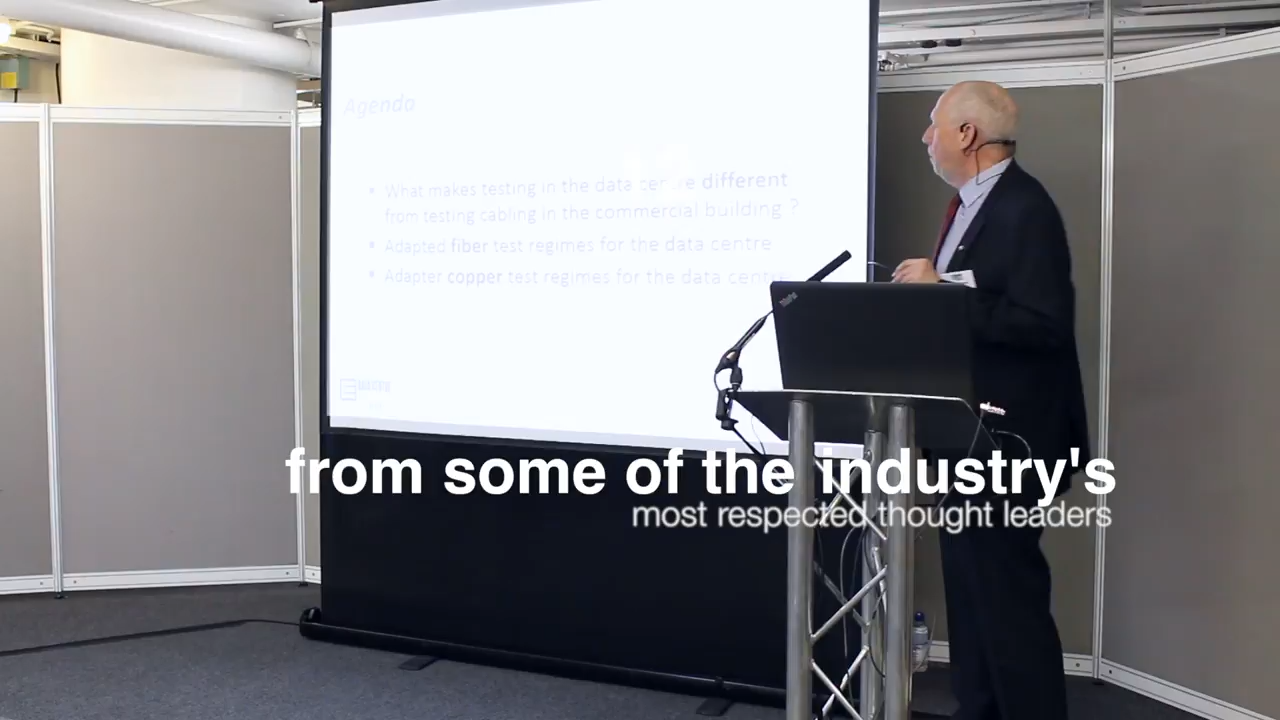 Agenda
• What makes testing in the data centre different
from testing cabling in the commercial building ?
• Adapted fiber test regimes for the data centre
• Adapter copper test regimes for the data centre
ThinkPad
from some of the industry's
most respected thought leaders